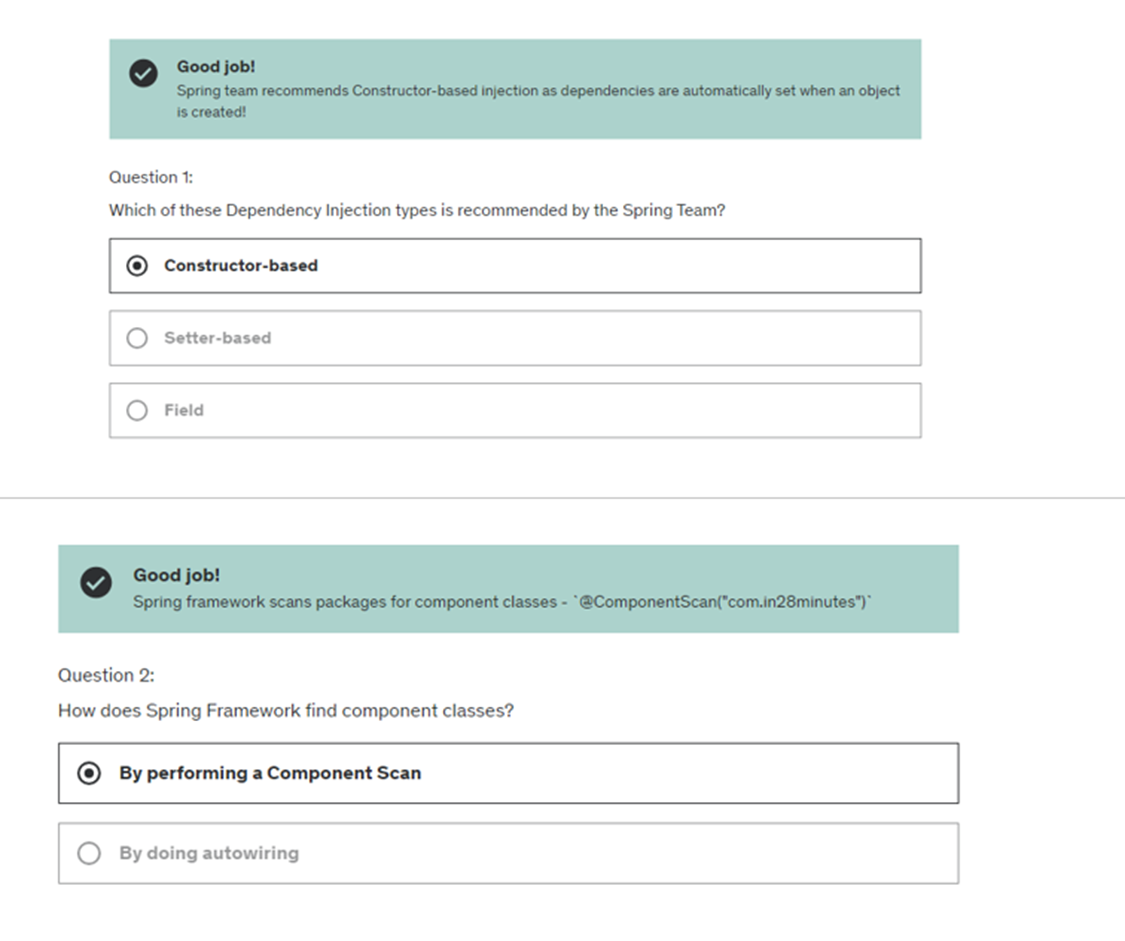 Good job!
Spring team recommends Constructor-based injection as dependencies are automatically set when an object
is created!
Question 1:
Which of these Dependency Injection types is recommended by the Spring Team?
Constructor-based
Setter-based
Field
Good job!
Spring framework scans packages for component classes - `@ComponentScan("com.in28minutes")`
Question 2:
How does Spring Framework find component classes?
By performing a Component Scan
By doing autowiring